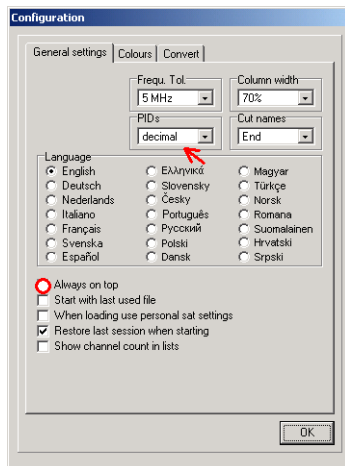 Configuration
General settings Colours Convert
Frequ. Tol. Column width
5 MHz 70%
PIDs Cut names
decimal End
Language
English Ελληνικά Magyar
Deutsch Slovensky Türkçe
Nederlands Česky Norsk
Italiano Português Romana
Français Русский Suomalainen
Svenska Polski Hrvatski
Español Dansk Srpski
Always on top
Start with last used file
When loading use personal sat settings
Restore last session when starting
Show channel count in lists
OK